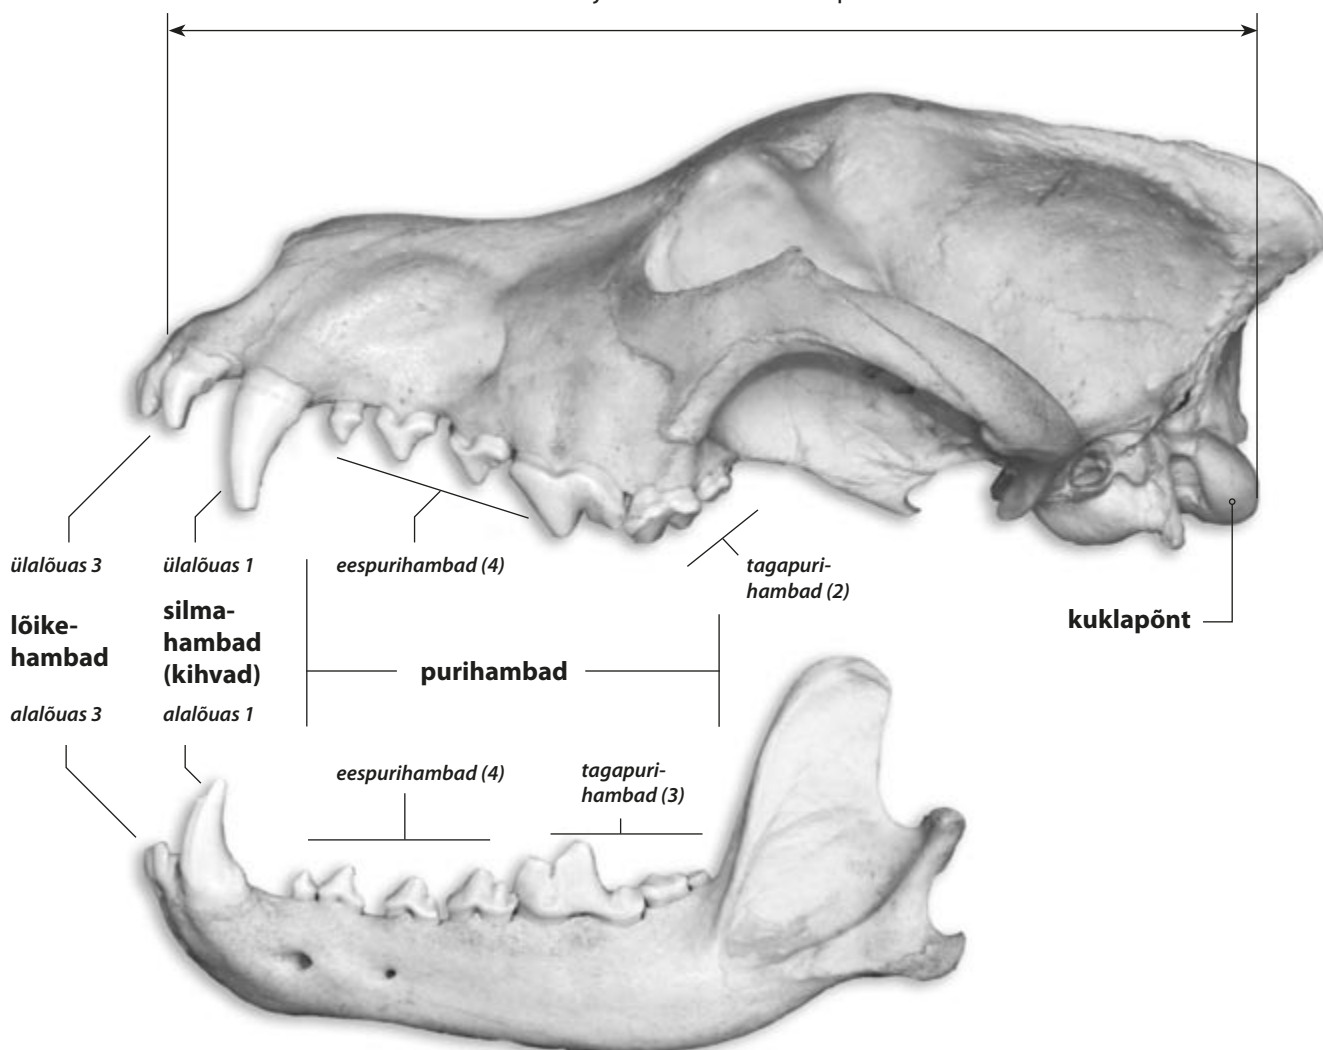 ülalõuas 3
ülalõuas 1
eespurihambad (4)
tagapuri-
hambad (2)
lõike-
hambad
silma-
hambad
(kihvad)
purihambad
kuklapõnt
alalõuas 3
alalõuas 1
eespurihambad (4)
tagapuri-
hambad (3)